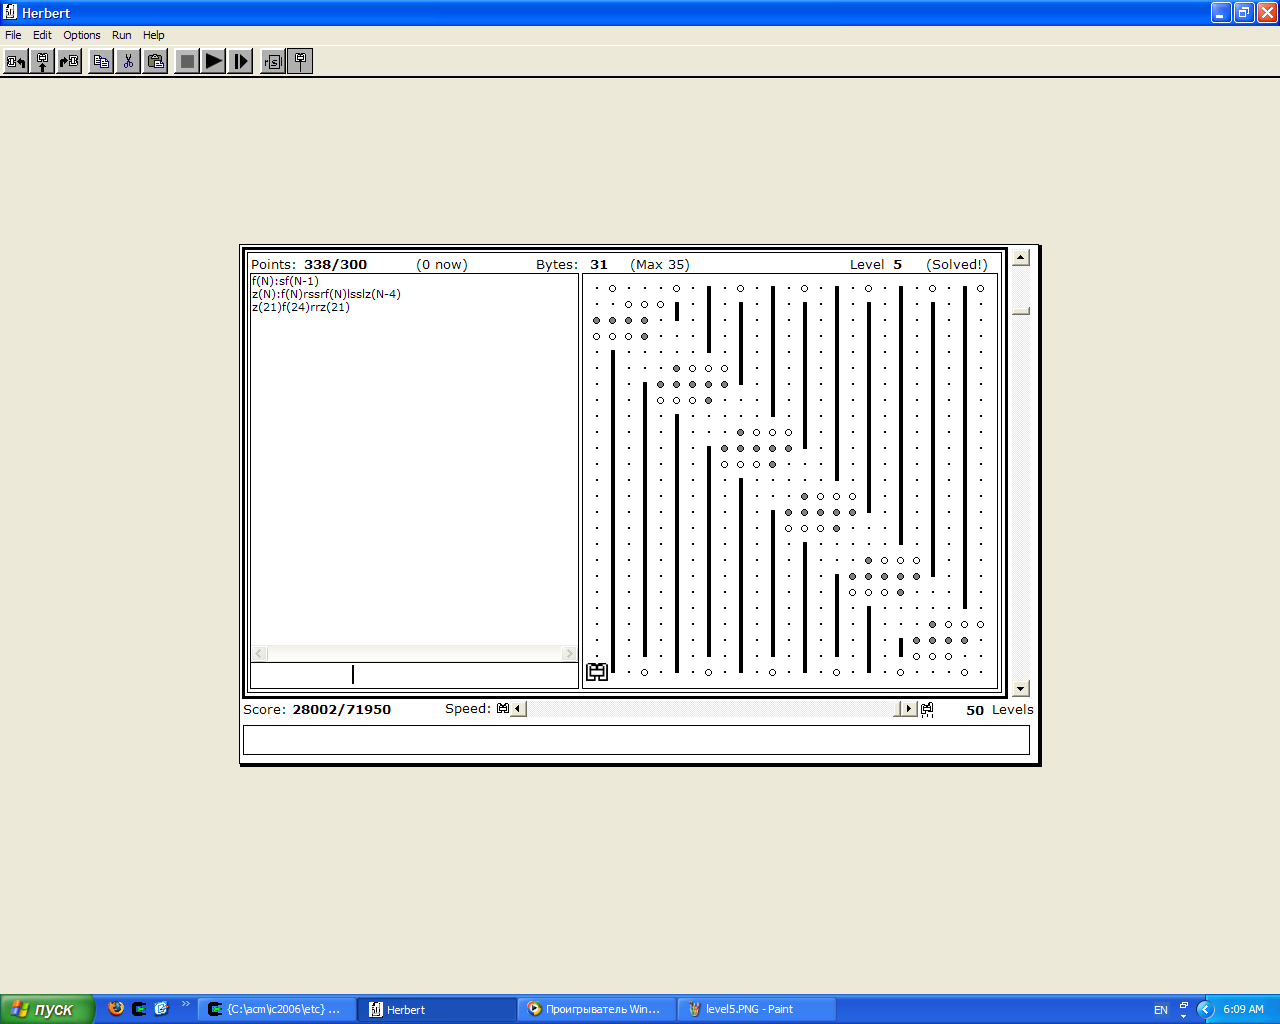 Herbert
File Edit Options Run Help
Points: 338/300 (0 now) Bytes: 31 (Max 35) Level 5 (Solved!)
f(N):sf(N-1)
z(N):f(N)rssrf(N)lsslz(N-4)
z(21)f(24)rrz(21)
Score: 28002/71950 Speed: 50 Levels
пуск {C:\acm\ic2006\etc} ... Herbert Проигрыватель Win... level5.PNG - Paint EN 6:09 AM